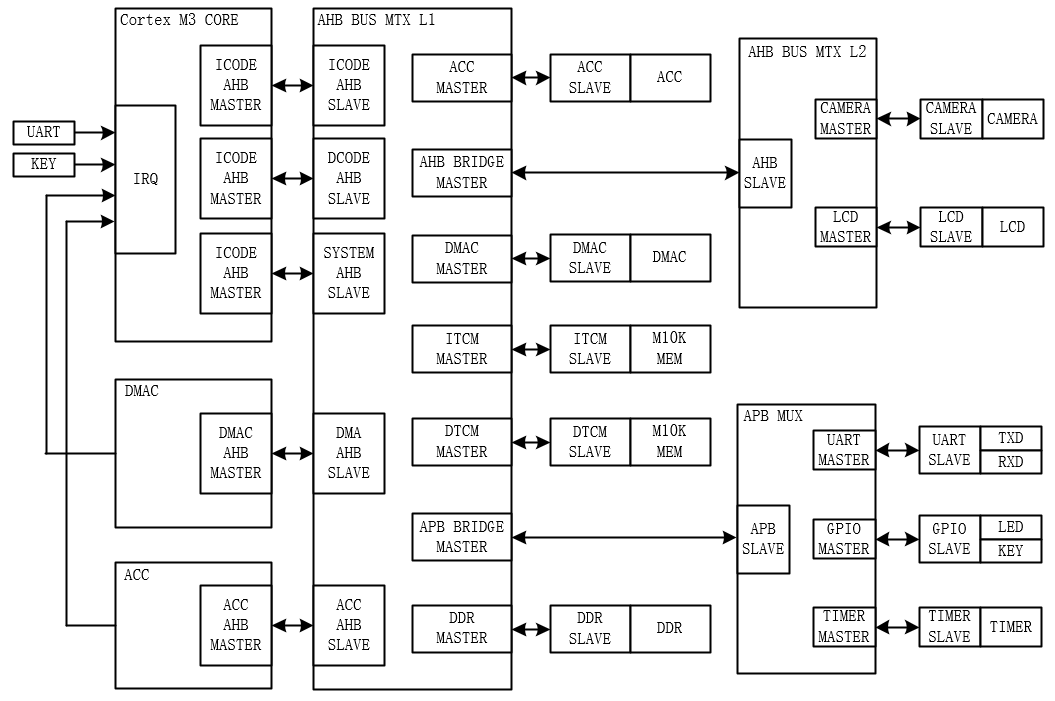 Cortex M3 CORE
ICODE
AHB
MASTER
ICODE
AHB
MASTER
ICODE
AHB
MASTER
UART
KEY
IRQ
DMAC
DMAC
AHB
MASTER
ACC
ACC
AHB
MASTER
AHB BUS MTX L1
ICODE
AHB
SLAVE
DCODE
AHB
SLAVE
SYSTEM
AHB
SLAVE
DMA
AHB
SLAVE
ACC
AHB
SLAVE
ACC
MASTER
AHB BRIDGE
MASTER
DMAC
MASTER
ITCM
MASTER
DTCM
MASTER
APB BRIDGE
MASTER
DDR
MASTER
ACC
SLAVE
ACC
DMAC
SLAVE
DMAC
ITCM
SLAVE
M10K
MEM
DTCM
SLAVE
M10K
MEM
DDR
SLAVE
DDR
AHB BUS MTX L2
AHB
SLAVE
CAMERA
MASTER
CAMERA
SLAVE
CAMERA
LCD
MASTER
LCD
SLAVE
LCD
APB MUX
APB
SLAVE
UART
MASTER
UART
SLAVE
TXD
RXD
GPIO
MASTER
GPIO
SLAVE
LED
KEY
TIMER
MASTER
TIMER
SLAVE
TIMER